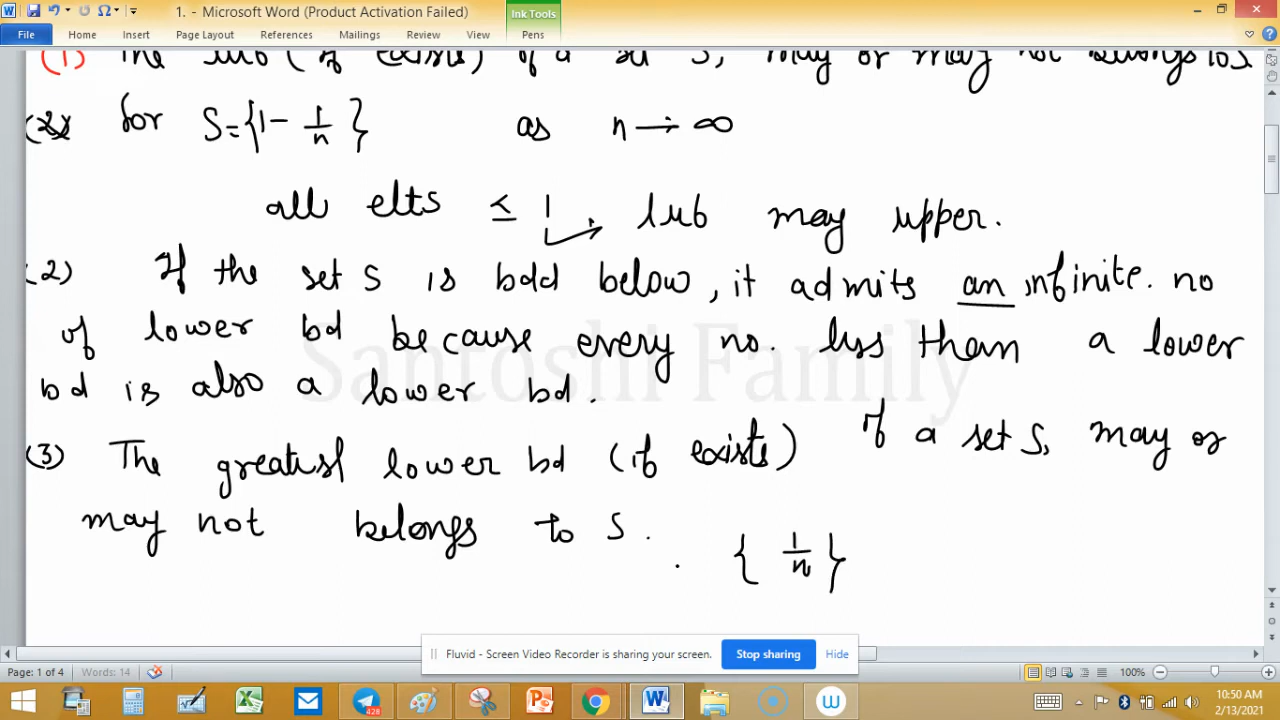 1. - Microsoft Word (Product Activation Failed)
Ink Tools
File Home Insert Page Layout References Mailings Review View Pens
(1) The lub (if exists) of a set S, may or may not belongs to S
(2) for S={1- 1/n } as n → ∞
all elts ≤ 1 lub may upper.
(2) If the set S is bdd below, it admits an infinite. no
of lower bd because every no. less than a lower
bd is also a lower bd.
(3) The greatest lower bd (if exists) of a set S, may or
may not belongs to S.
{ 1/n }
Santoshi Family
Fluvid - Screen Video Recorder is sharing your screen. Stop sharing Hide
Page: 1 of 4 Words: 14 100%
428
10:50 AM
2/13/2021